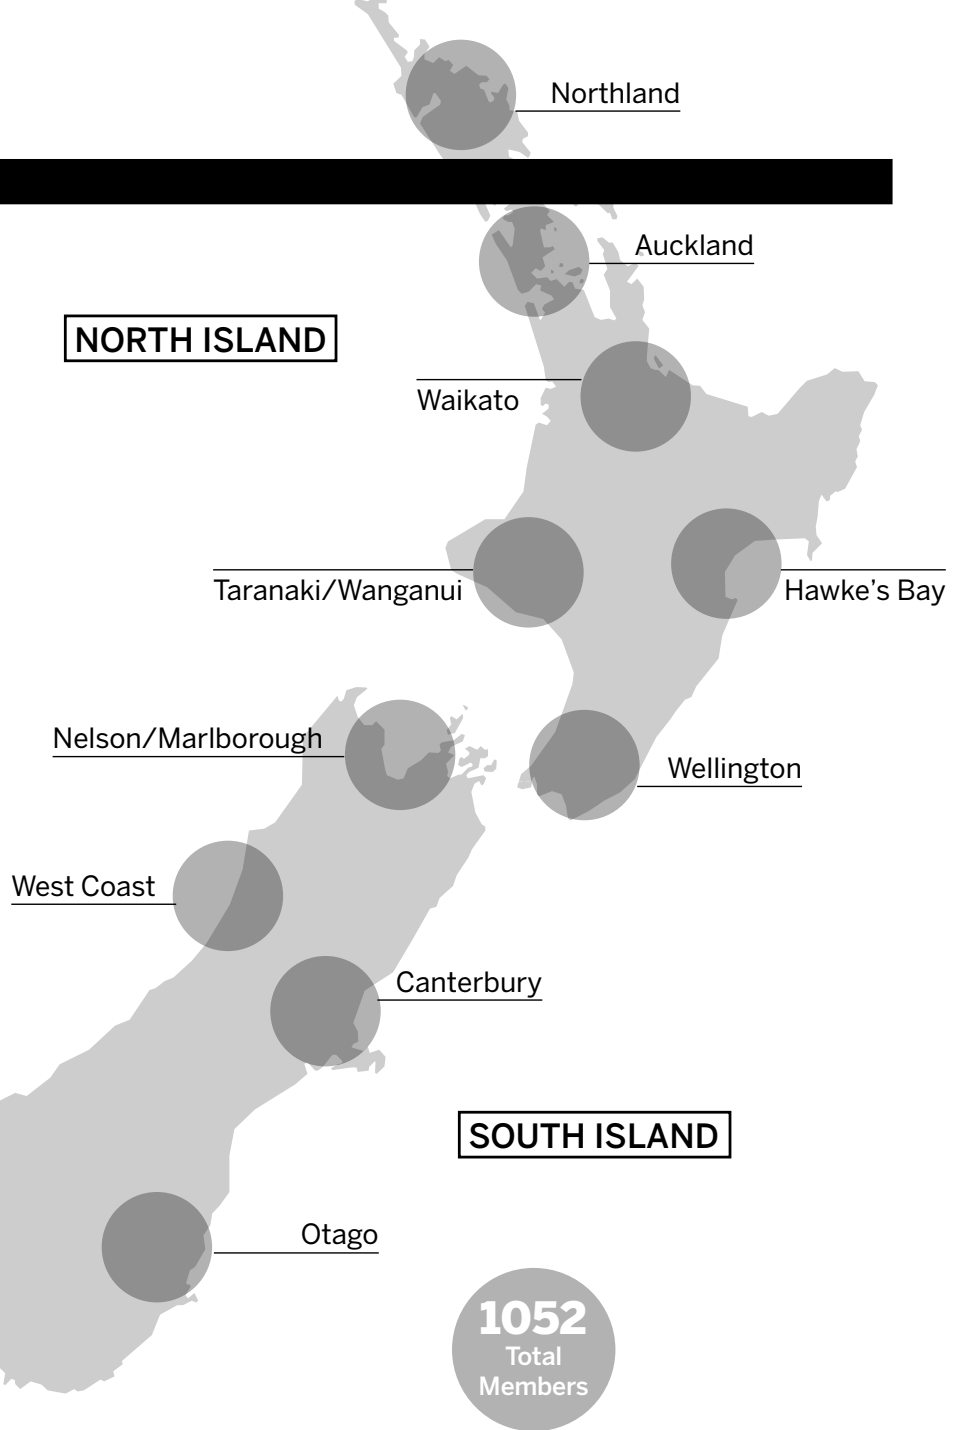 Northland
Auckland
NORTH ISLAND
Waikato
Taranaki/Wanganui
Hawke's Bay
Nelson/Marlborough
Wellington
West Coast
Canterbury
SOUTH ISLAND
Otago
1052
Total
Members